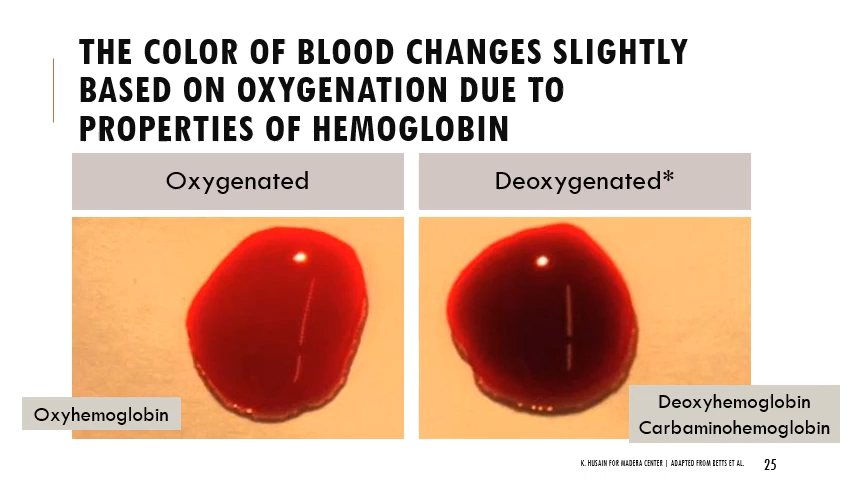 THE COLOR OF BLOOD CHANGES SLIGHTLY
BASED ON OXYGENATION DUE TO
PROPERTIES OF HEMOGLOBIN
Oxygenated
Deoxygenated*
Oxyhemoglobin
Deoxyhemoglobin
Carbaminohemoglobin
K. HUSAIN FOR MADERA CENTER | ADAPTED FROM BETTS ET AL.
25